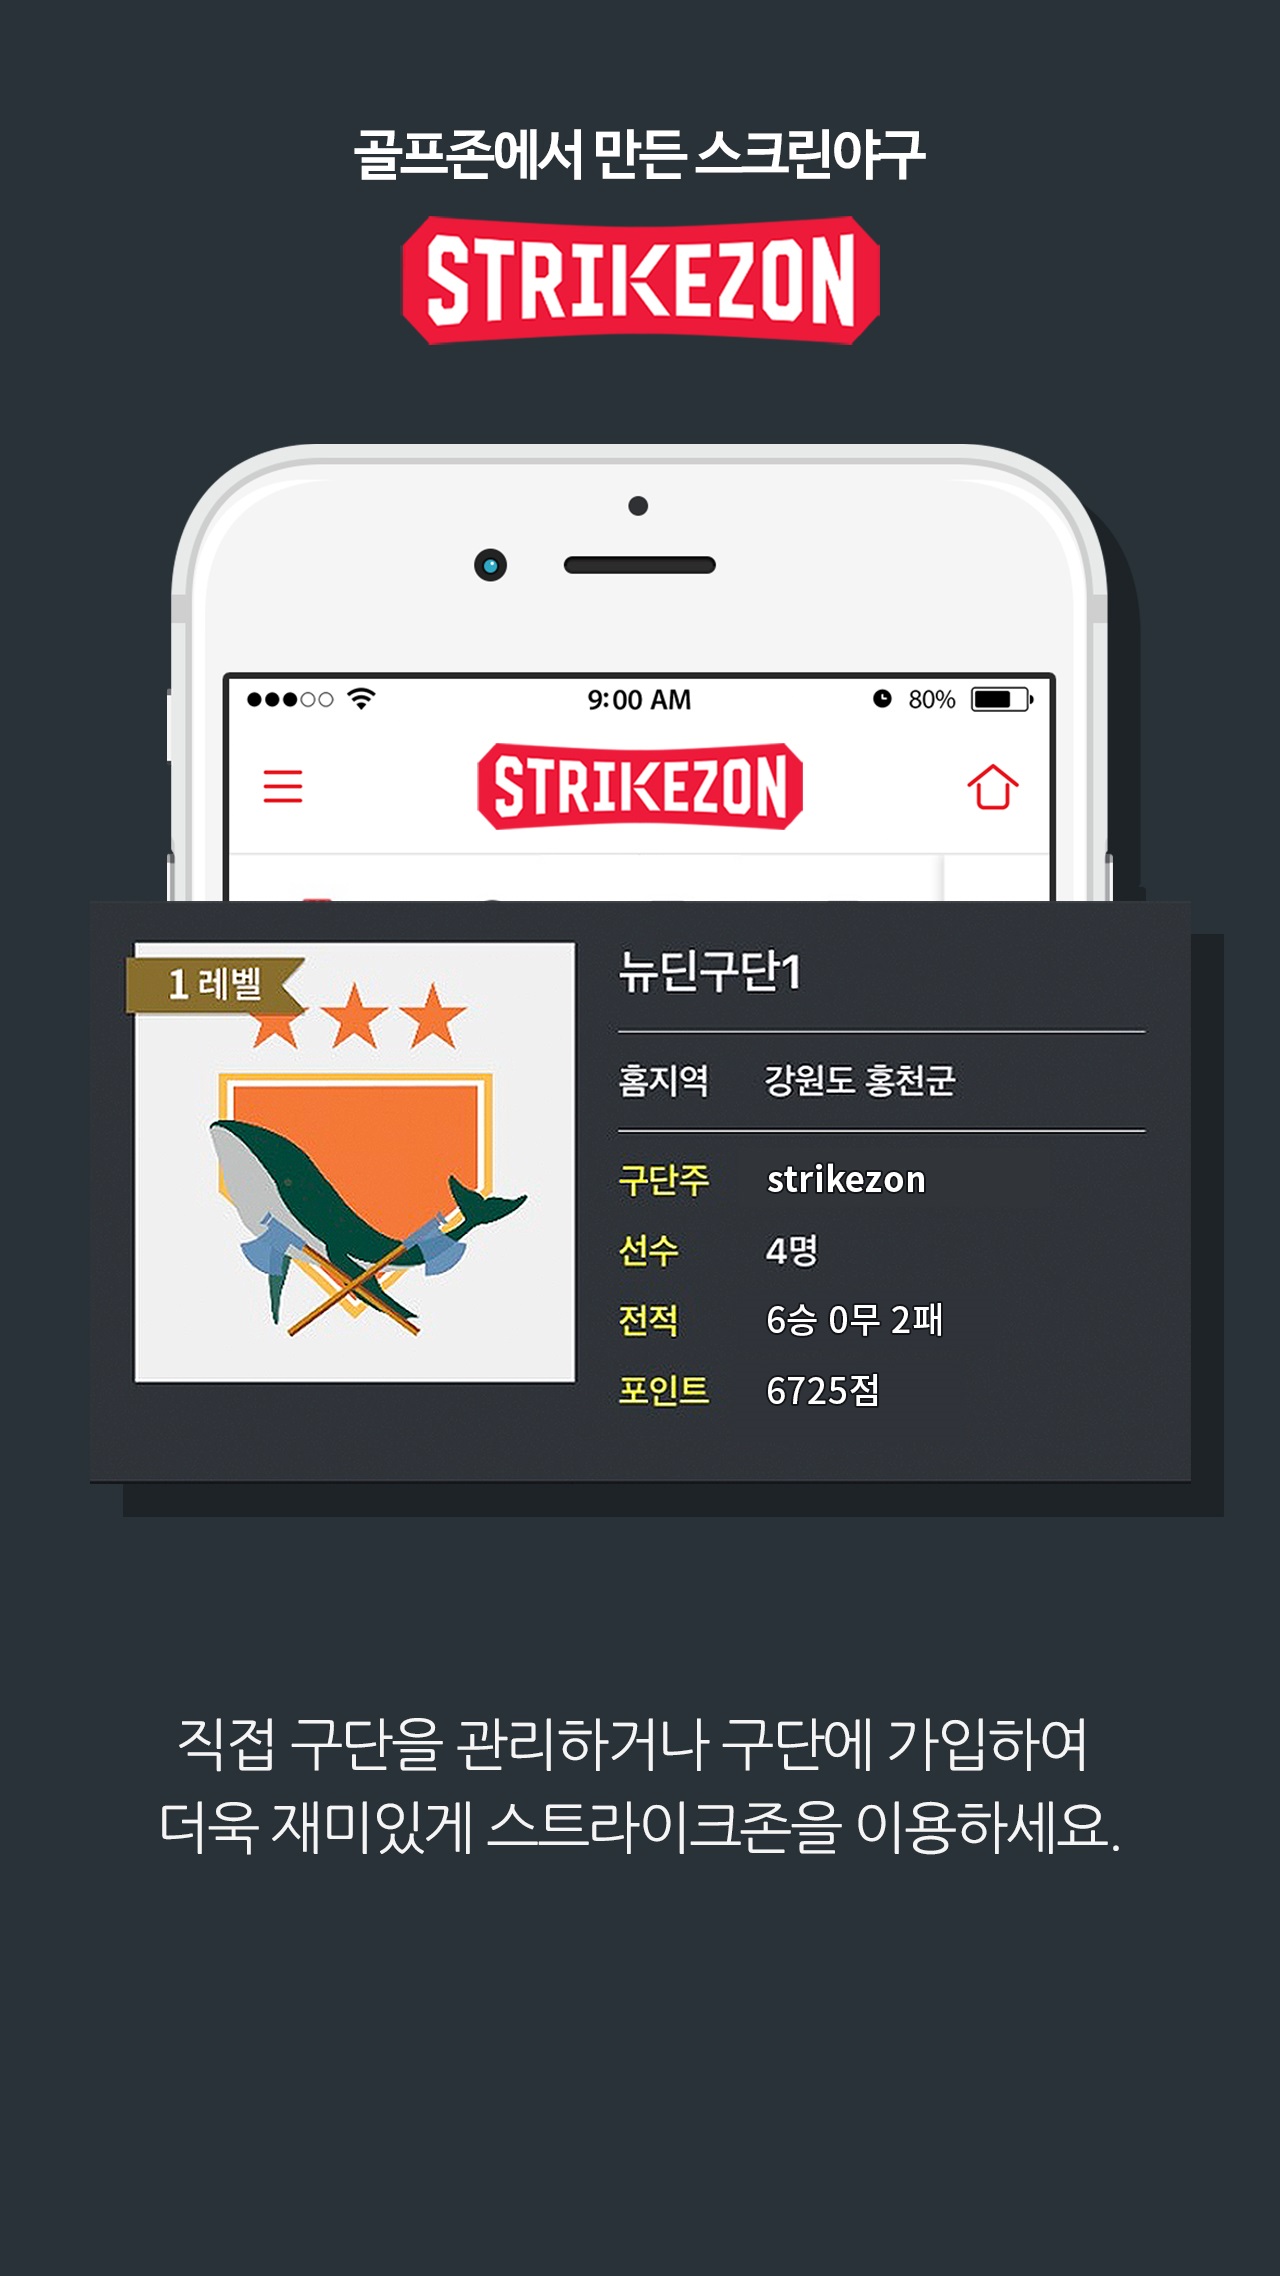 골프존에서 만든 스크린야구
STRIKEZON
9:00 AM
80%
STRIKEZON
1 레벨
뉴딘구단1
홈지역 강원도 홍천군
구단주 strikezon
선수 4명
전적 6승 0무 2패
포인트 6725점
직접 구단을 관리하거나 구단에 가입하여
더욱 재미있게 스트라이크존을 이용하세요.